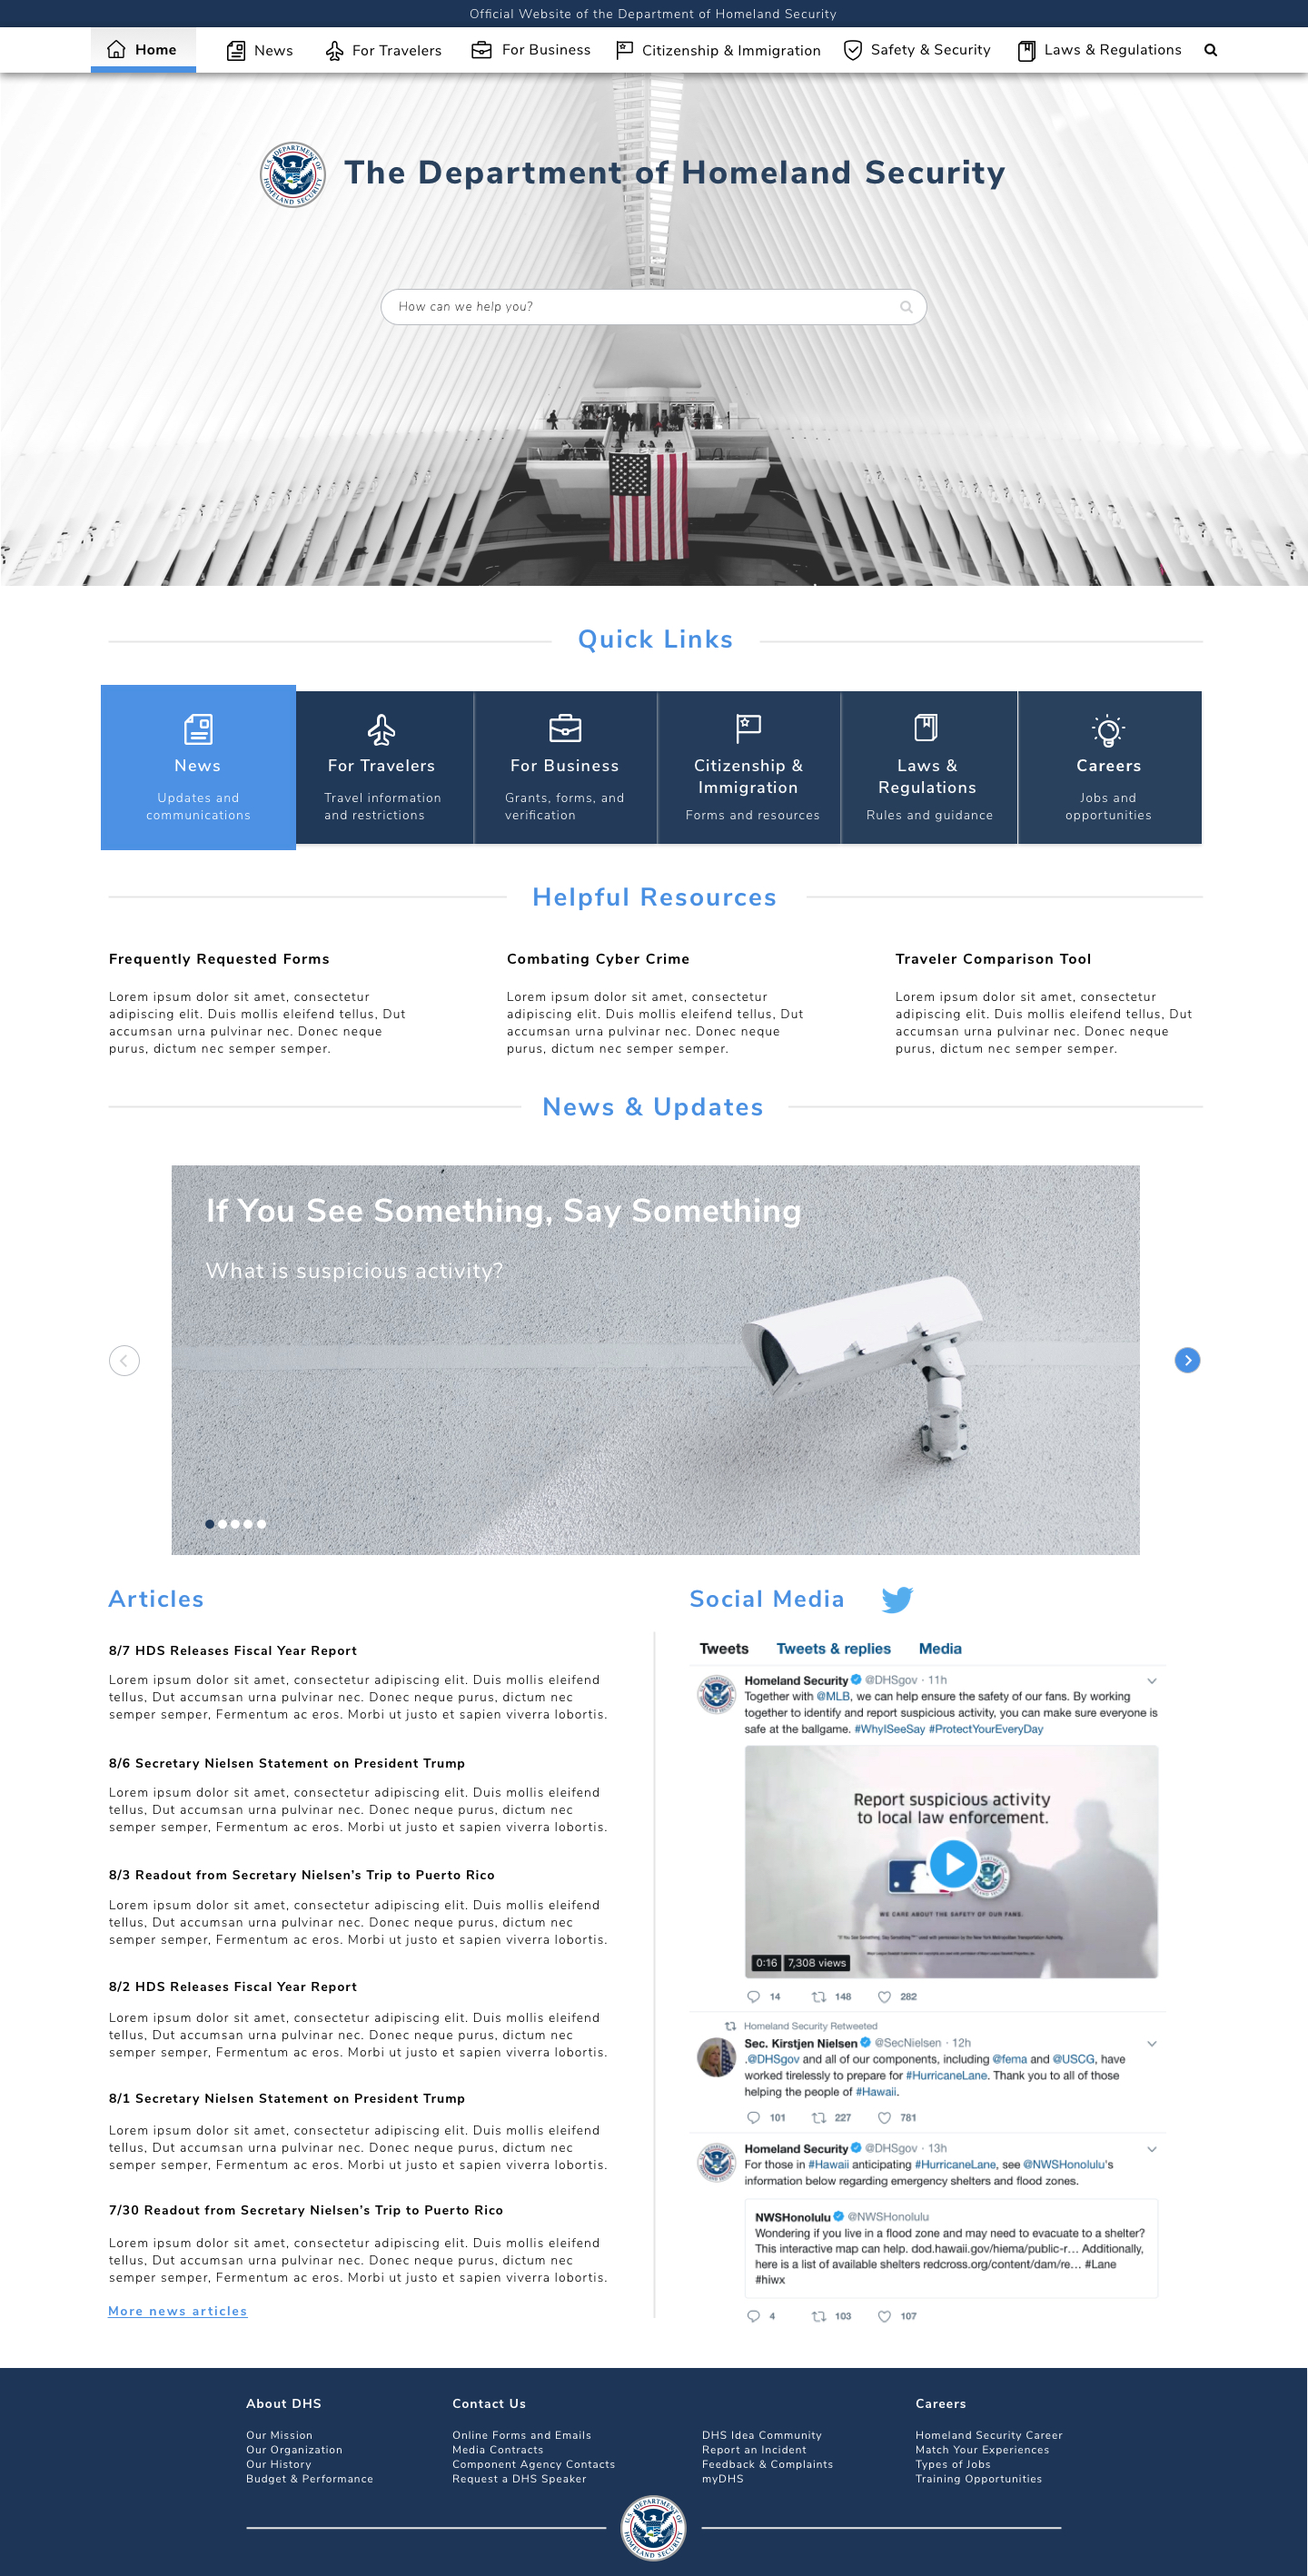 Official Website of the Department of Homeland Security
Home
News
For Travelers
For Business
Citizenship & Immigration
Safety & Security
Laws & Regulations
U.S. DEPARTMENT OF HOMELAND SECURITY
The Department of Homeland Security
How can we help you?
Quick Links
News
Updates and
communications
For Travelers
Travel information
and restrictions
For Business
Grants, forms, and
verification
Citizenship &
Immigration
Forms and resources
Laws &
Regulations
Rules and guidance
Careers
Jobs and
opportunities
Helpful Resources
Frequently Requested Forms
Lorem ipsum dolor sit amet, consectetur
adipiscing elit. Duis mollis eleifend tellus, Dut
accumsan urna pulvinar nec. Donec neque
purus, dictum nec semper semper.
Combating Cyber Crime
Lorem ipsum dolor sit amet, consectetur
adipiscing elit. Duis mollis eleifend tellus, Dut
accumsan urna pulvinar nec. Donec neque
purus, dictum nec semper semper.
Traveler Comparison Tool
Lorem ipsum dolor sit amet, consectetur
adipiscing elit. Duis mollis eleifend tellus, Dut
accumsan urna pulvinar nec. Donec neque
purus, dictum nec semper semper.
News & Updates
If You See Something, Say Something
What is suspicious activity?
Articles
8/7 HDS Releases Fiscal Year Report
Lorem ipsum dolor sit amet, consectetur adipiscing elit. Duis mollis eleifend
tellus, Dut accumsan urna pulvinar nec. Donec neque purus, dictum nec
semper semper, Fermentum ac eros. Morbi ut justo et sapien viverra lobortis.
8/6 Secretary Nielsen Statement on President Trump
Lorem ipsum dolor sit amet, consectetur adipiscing elit. Duis mollis eleifend
tellus, Dut accumsan urna pulvinar nec. Donec neque purus, dictum nec
semper semper, Fermentum ac eros. Morbi ut justo et sapien viverra lobortis.
8/3 Readout from Secretary Nielsen's Trip to Puerto Rico
Lorem ipsum dolor sit amet, consectetur adipiscing elit. Duis mollis eleifend
tellus, Dut accumsan urna pulvinar nec. Donec neque purus, dictum nec
semper semper, Fermentum ac eros. Morbi ut justo et sapien viverra lobortis.
8/2 HDS Releases Fiscal Year Report
Lorem ipsum dolor sit amet, consectetur adipiscing elit. Duis mollis eleifend
tellus, Dut accumsan urna pulvinar nec. Donec neque purus, dictum nec
semper semper, Fermentum ac eros. Morbi ut justo et sapien viverra lobortis.
8/1 Secretary Nielsen Statement on President Trump
Lorem ipsum dolor sit amet, consectetur adipiscing elit. Duis mollis eleifend
tellus, Dut accumsan urna pulvinar nec. Donec neque purus, dictum nec
semper semper, Fermentum ac eros. Morbi ut justo et sapien viverra lobortis.
7/30 Readout from Secretary Nielsen's Trip to Puerto Rico
Lorem ipsum dolor sit amet, consectetur adipiscing elit. Duis mollis eleifend
tellus, Dut accumsan urna pulvinar nec. Donec neque purus, dictum nec
semper semper, Fermentum ac eros. Morbi ut justo et sapien viverra lobortis.
More news articles
Social Media
Tweets Tweets & replies Media
Homeland Security @DHSgov · 11h
Together with @MLB, we can help ensure the safety of our fans. By working
together to identify and report suspicious activity, you can make sure everyone is
safe at the ballgame. #WhyISeeSay #ProtectYourEveryDay
Report suspicious activity
to local law enforcement.
WE CARE ABOUT THE SAFETY OF OUR FANS.
0:16 7,308 views
14 148 282
Homeland Security Retweeted
Sec. Kirstjen Nielsen @SecNielsen · 12h
.@DHSgov and all of our components, including @fema and @USCG, have
worked tirelessly to prepare for #HurricaneLane. Thank you to all of those
helping the people of #Hawaii.
101 227 781
Homeland Security @DHSgov · 13h
For those in #Hawaii anticipating #HurricaneLane, see @NWSHonolulu's
information below regarding emergency shelters and flood zones.
NWSHonolulu @NWSHonolulu
Wondering if you live in a flood zone and may need to evacuate to a shelter?
This interactive map can help. dod.hawaii.gov/hiema/public-r... Additionally,
here is a list of available shelters redcross.org/content/dam/re... #Lane
#hiwx
4 103 107
About DHS
Our Mission
Our Organization
Our History
Budget & Performance
Contact Us
Online Forms and Emails
Media Contracts
Component Agency Contacts
Request a DHS Speaker
DHS Idea Community
Report an Incident
Feedback & Complaints
myDHS
Careers
Homeland Security Career
Match Your Experiences
Types of Jobs
Training Opportunities
U.S. DEPARTMENT OF HOMELAND SECURITY